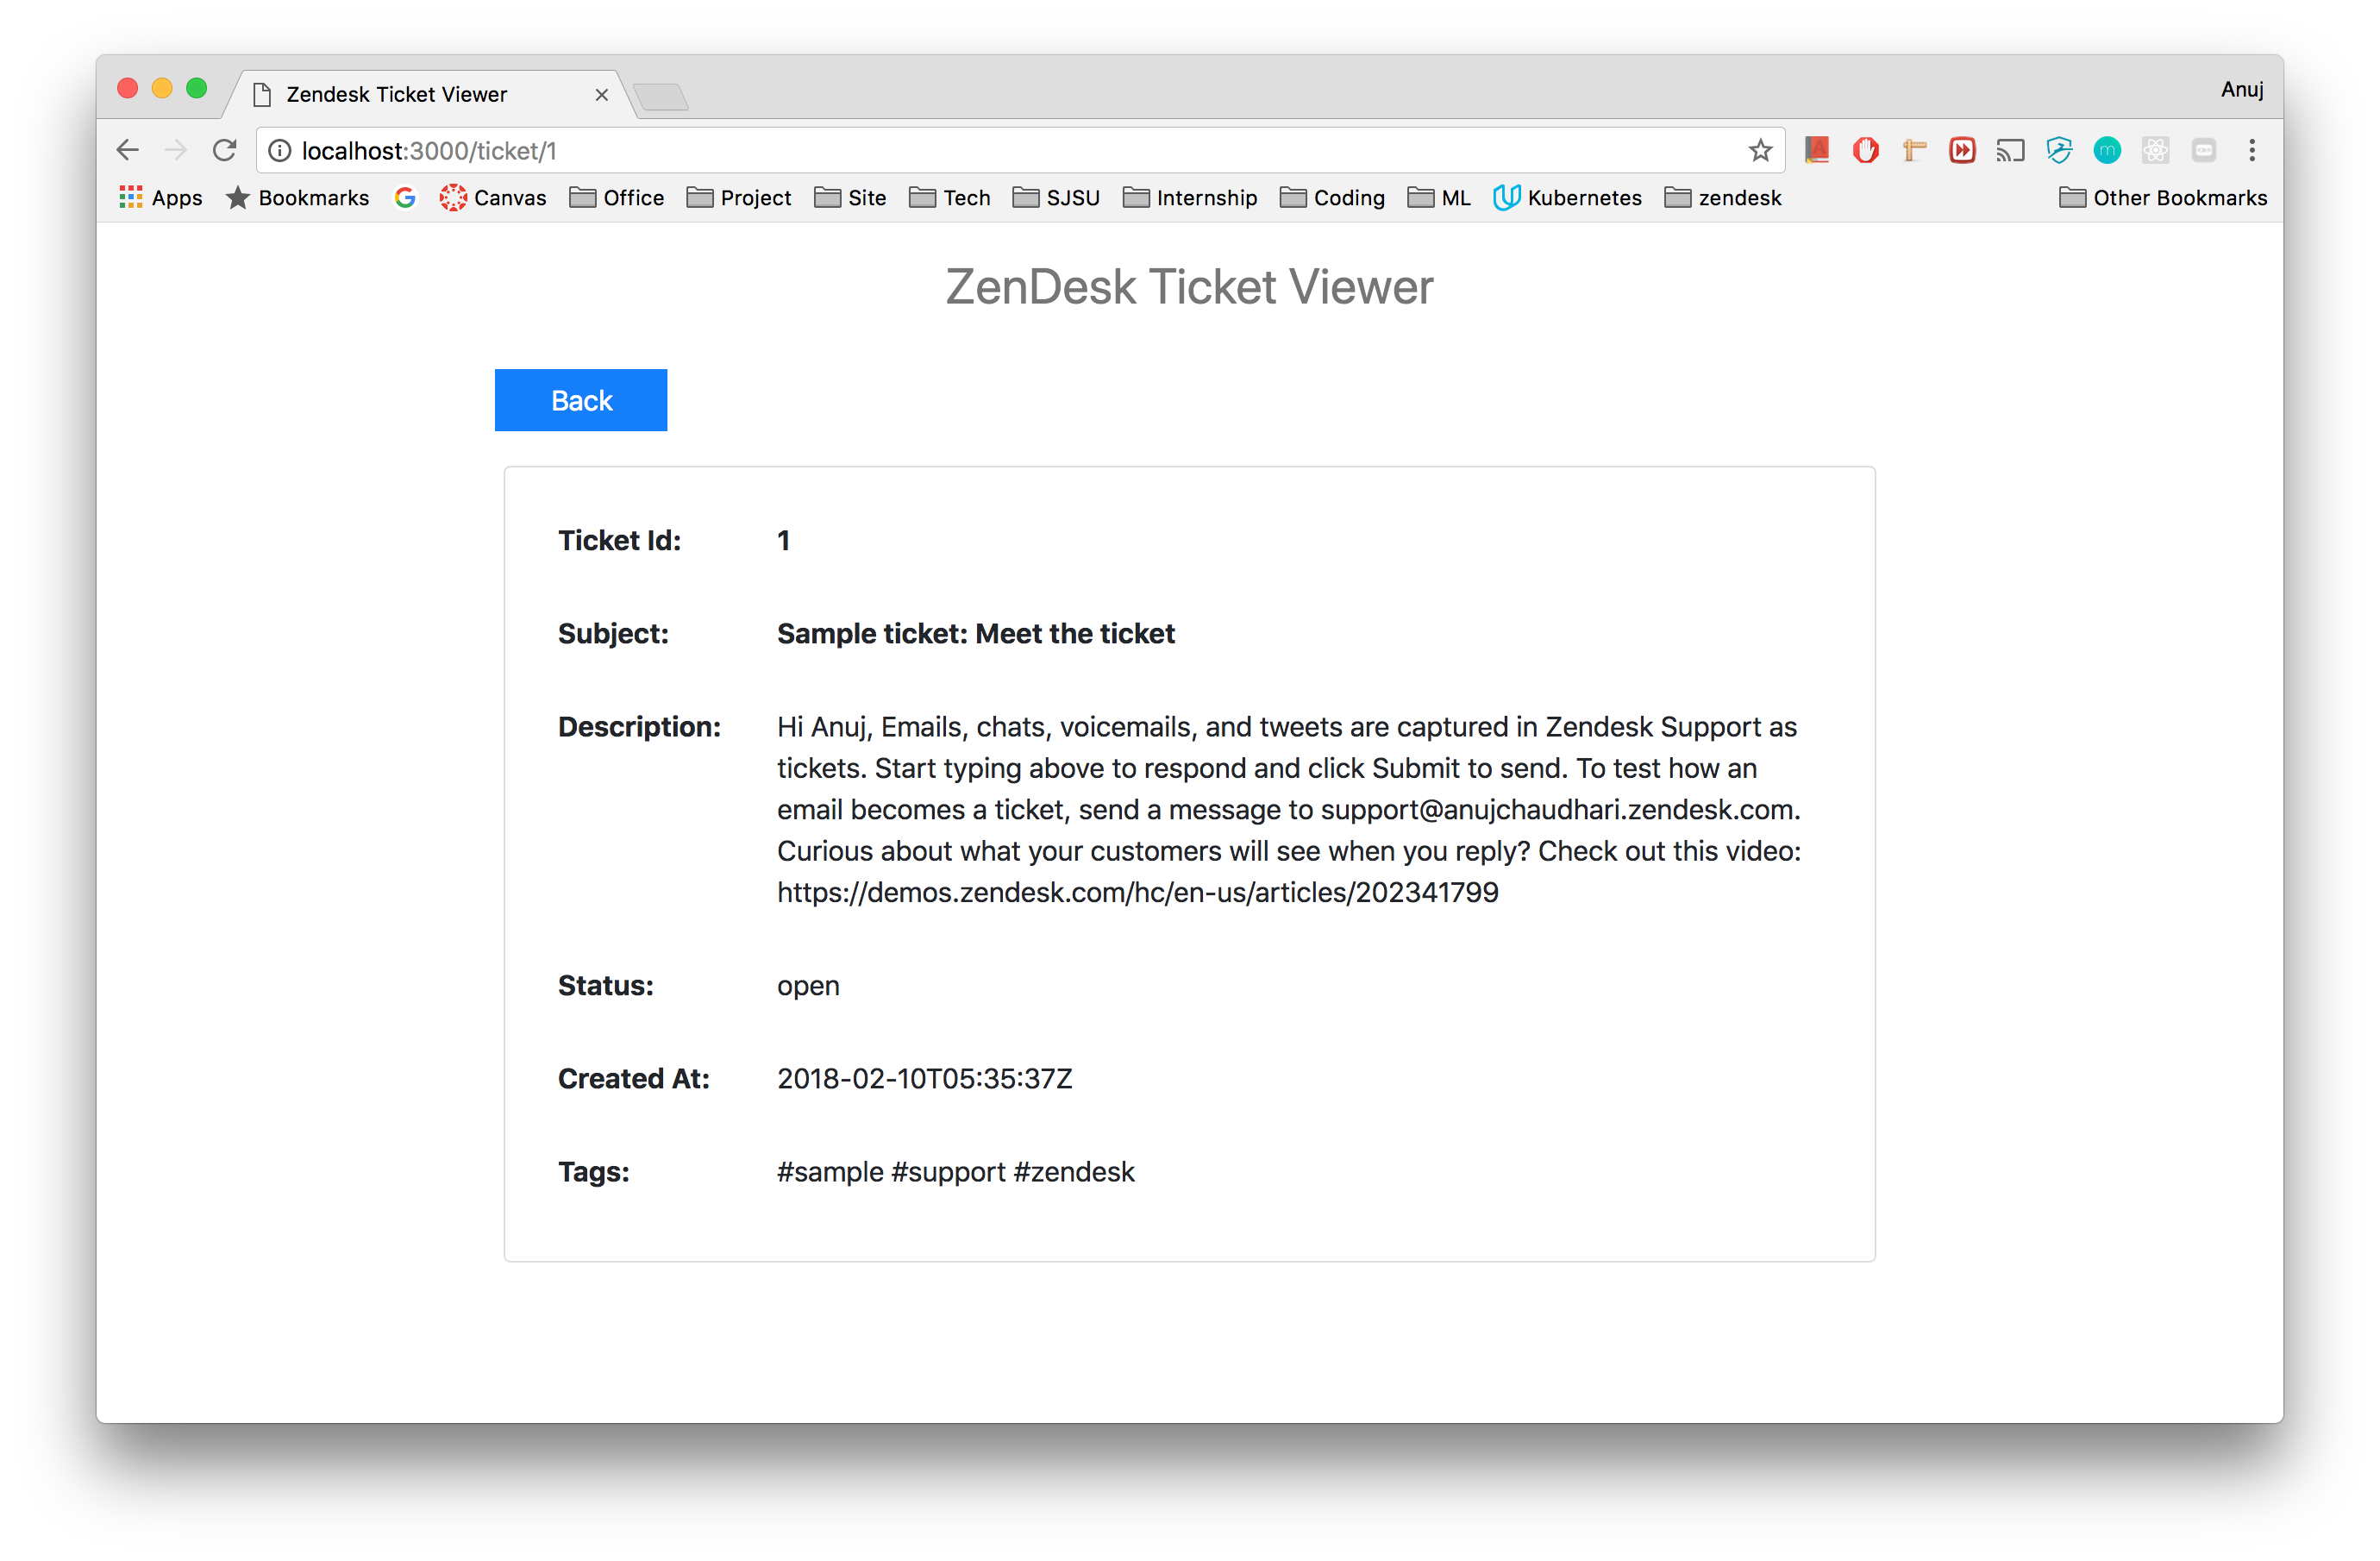 Zendesk Ticket Viewer
Anuj
localhost:3000/ticket/1
Apps Bookmarks Canvas Office Project Site Tech SJSU Internship Coding ML Kubernetes zendesk Other Bookmarks
ZenDesk Ticket Viewer
Back
Ticket Id: 1
Subject: Sample ticket: Meet the ticket
Description: Hi Anuj, Emails, chats, voicemails, and tweets are captured in Zendesk Support as
tickets. Start typing above to respond and click Submit to send. To test how an
email becomes a ticket, send a message to support@anujchaudhari.zendesk.com.
Curious about what your customers will see when you reply? Check out this video:
https://demos.zendesk.com/hc/en-us/articles/202341799
Status: open
Created At: 2018-02-10T05:35:37Z
Tags: #sample #support #zendesk